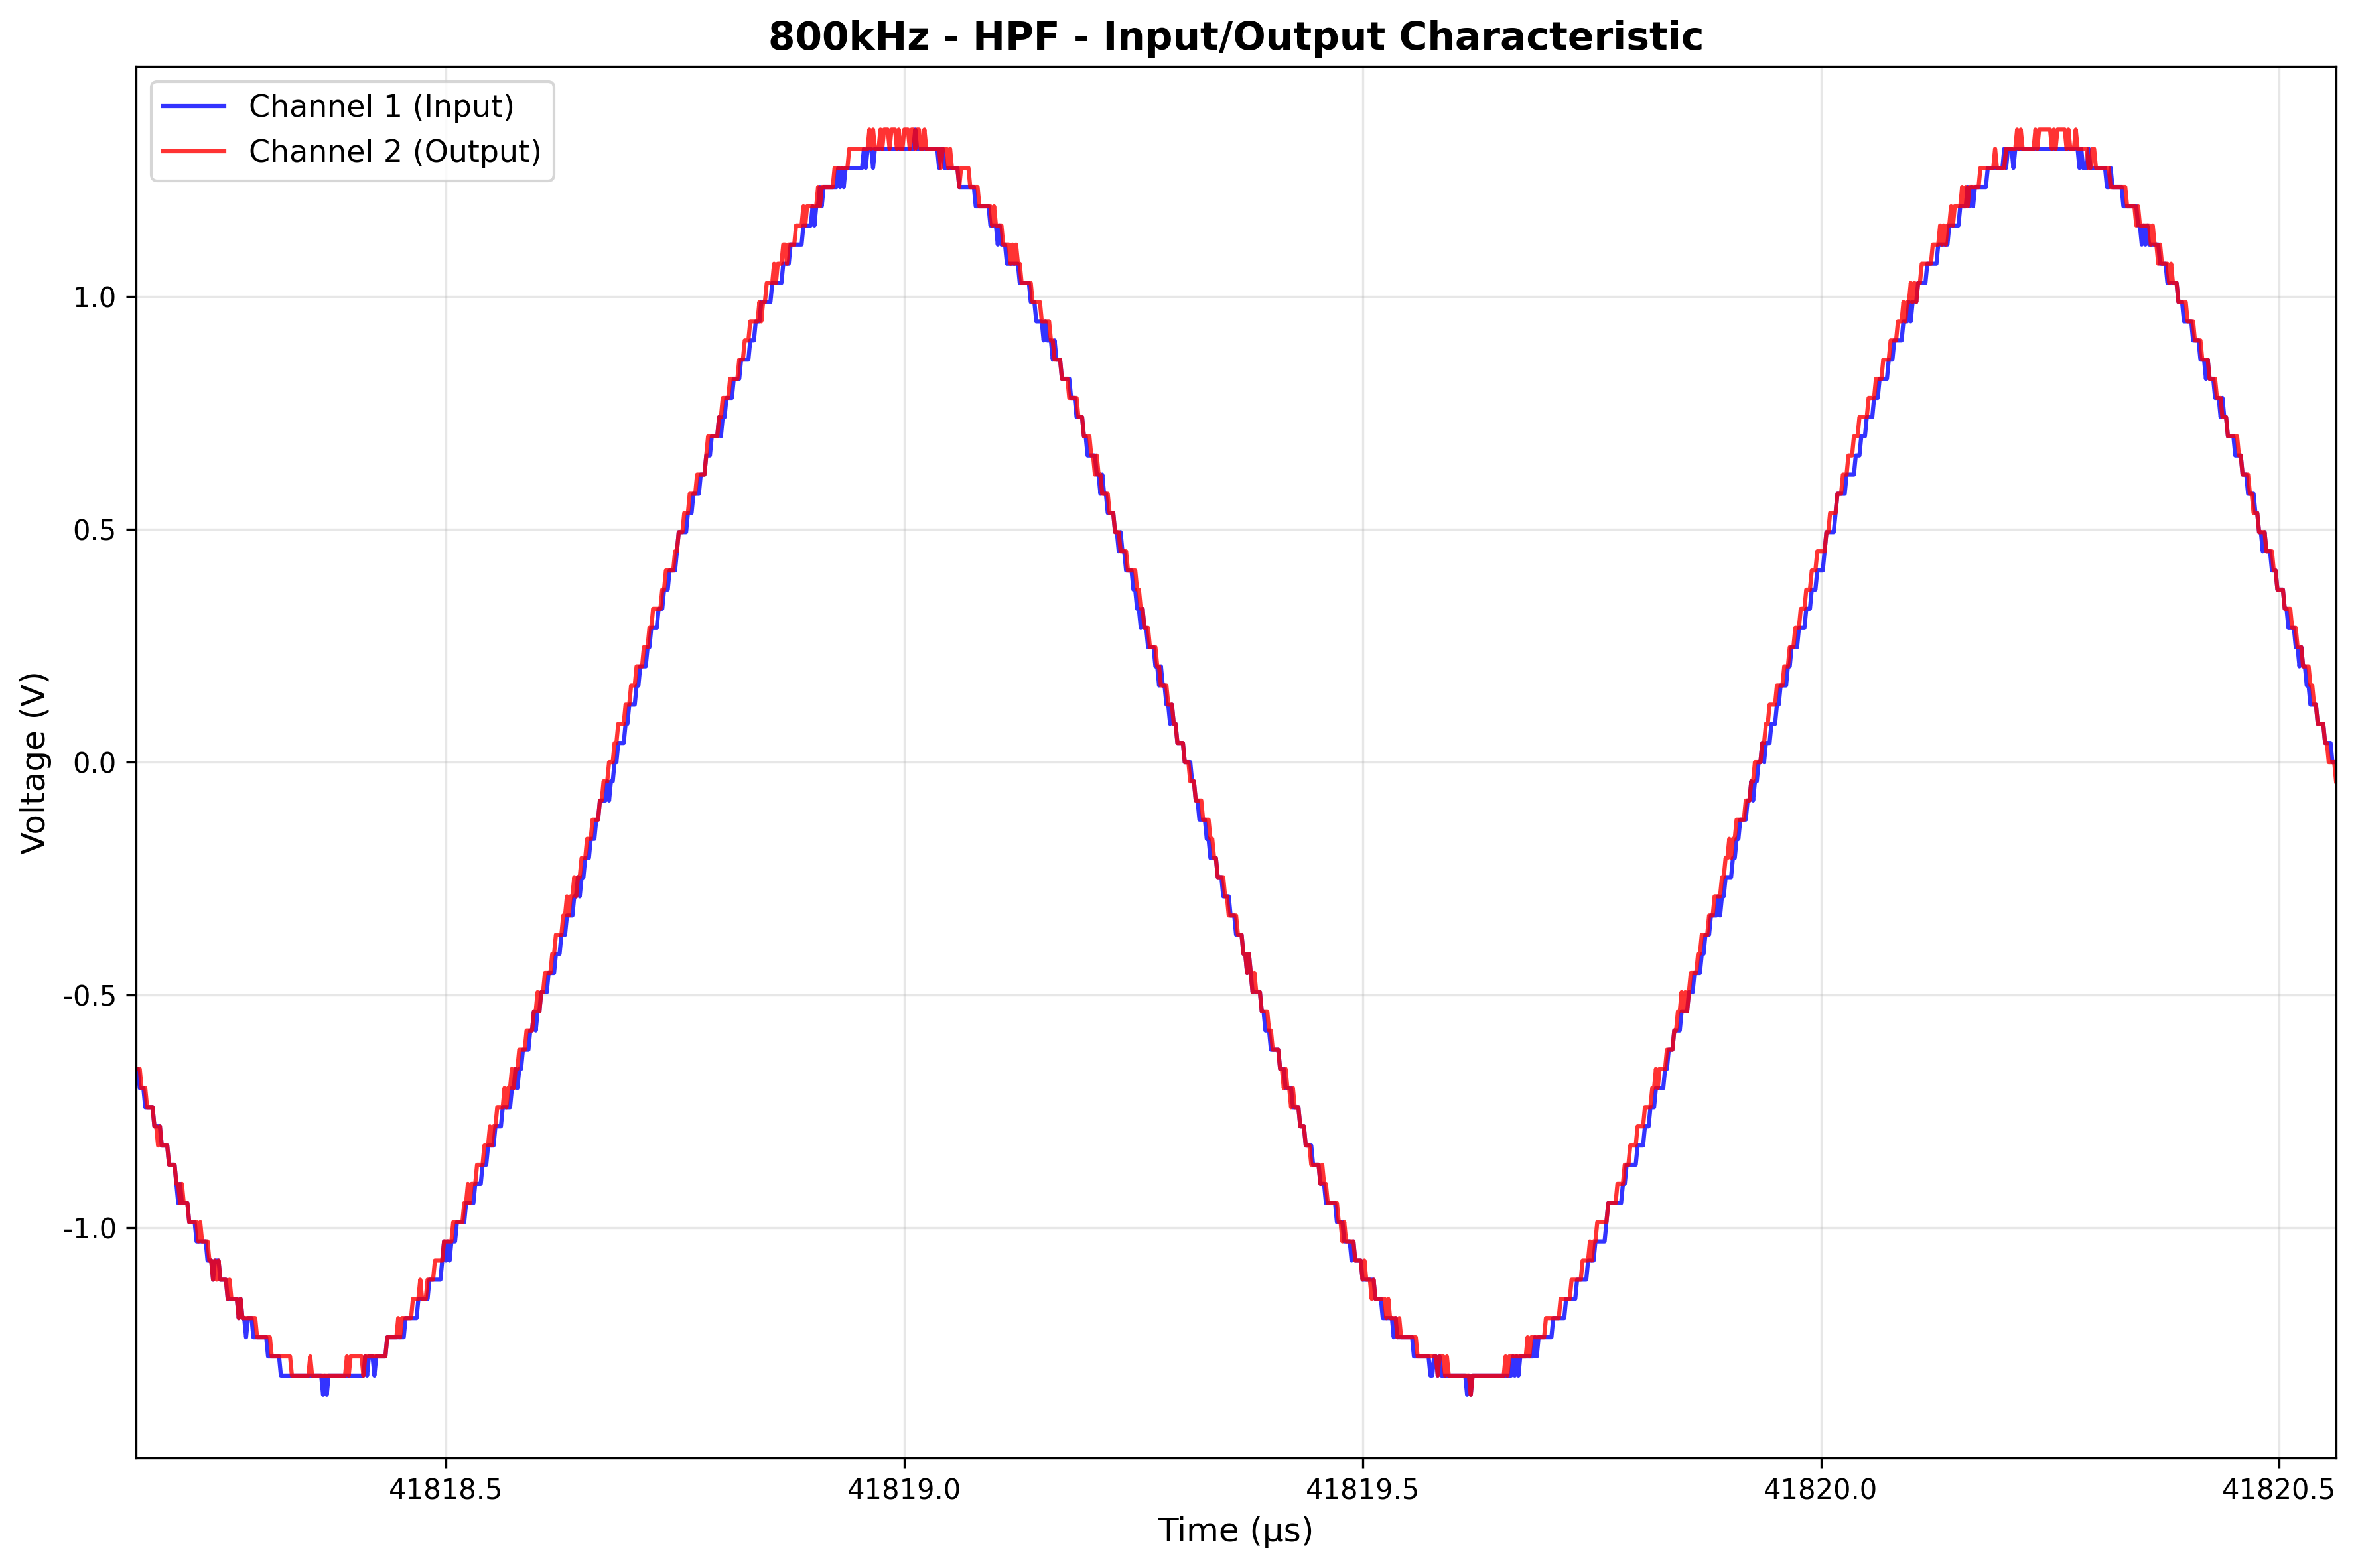 800kHz - HPF - Input/Output Characteristic
Channel 1 (Input)
Channel 2 (Output)
Voltage (V)
1.0
0.5
0.0
-0.5
-1.0
41818.5
41819.0
41819.5
41820.0
41820.5
Time (µs)